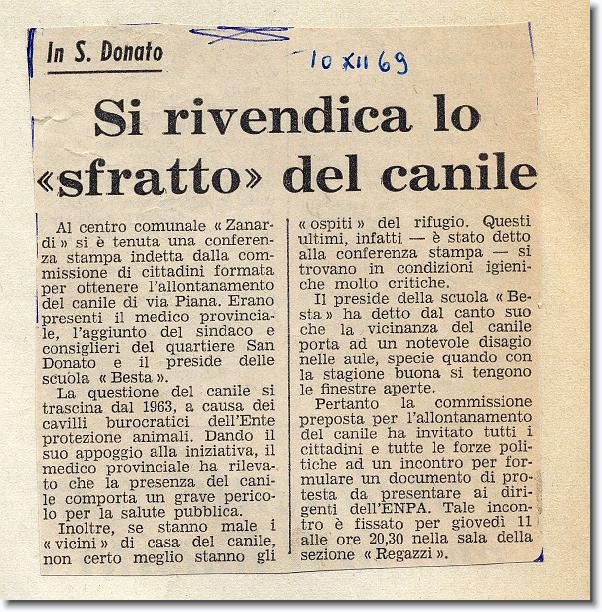 In S. Donato
10 XII 69
Si rivendica lo
«sfratto» del canile
Al centro comunale « Zanar-
di » si è tenuta una conferen-
za stampa indetta dalla com-
missione di cittadini formata
per ottenere l'allontanamento
del canile di via Piana. Erano
presenti il medico provincia-
le, l'aggiunto del sindaco e
consiglieri del quartiere San
Donato e il preside delle
scuola « Besta ».
La questione del canile si
trascina dal 1963, a causa dei
cavilli burocratici dell'Ente
protezione animali. Dando il
suo appoggio alla iniziativa, il
medico provinciale ha rileva-
to che la presenza del cani-
le comporta un grave perico-
lo per la salute pubblica.
Inoltre, se stanno male i
« vicini » di casa del canile,
non certo meglio stanno gli
« ospiti » del rifugio. Questi
ultimi, infatti — è stato detto
alla conferenza stampa — si
trovano in condizioni igieni-
che molto critiche.
Il preside della scuola « Be-
sta » ha detto dal canto suo
che la vicinanza del canile
porta ad un notevole disagio
nelle aule, specie quando con
la stagione buona si tengono
le finestre aperte.
Pertanto la commissione
preposta per l'allontanamento
del canile ha invitato tutti i
cittadini e tutte le forze poli-
tiche ad un incontro per for-
mulare un documento di pro-
testa da presentare ai diri-
genti dell'ENPA. Tale incon-
tro è fissato per giovedì 11
alle ore 20,30 nella sala della
sezione « Regazzi ».